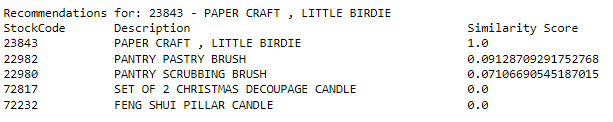 Recommendations for: 23843 - PAPER CRAFT , LITTLE BIRDIE
StockCode Description Similarity Score
23843 PAPER CRAFT , LITTLE BIRDIE 1.0
22982 PANTRY PASTRY BRUSH 0.09128709291752768
22980 PANTRY SCRUBBING BRUSH 0.07106690545187015
72817 SET OF 2 CHRISTMAS DECOUPAGE CANDLE 0.0
72232 FENG SHUI PILLAR CANDLE 0.0